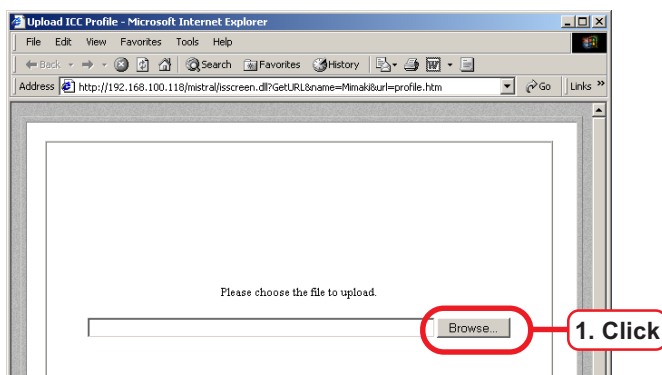 Upload ICC Profile - Microsoft Internet Explorer
File Edit View Favorites Tools Help
Back Search Favorites History
Address http://192.168.100.118/mistral/isscreen.dll?GetURL&name=Mimaki&url=profile.htm Go Links »
Please choose the file to upload.
Browse...
1. Click